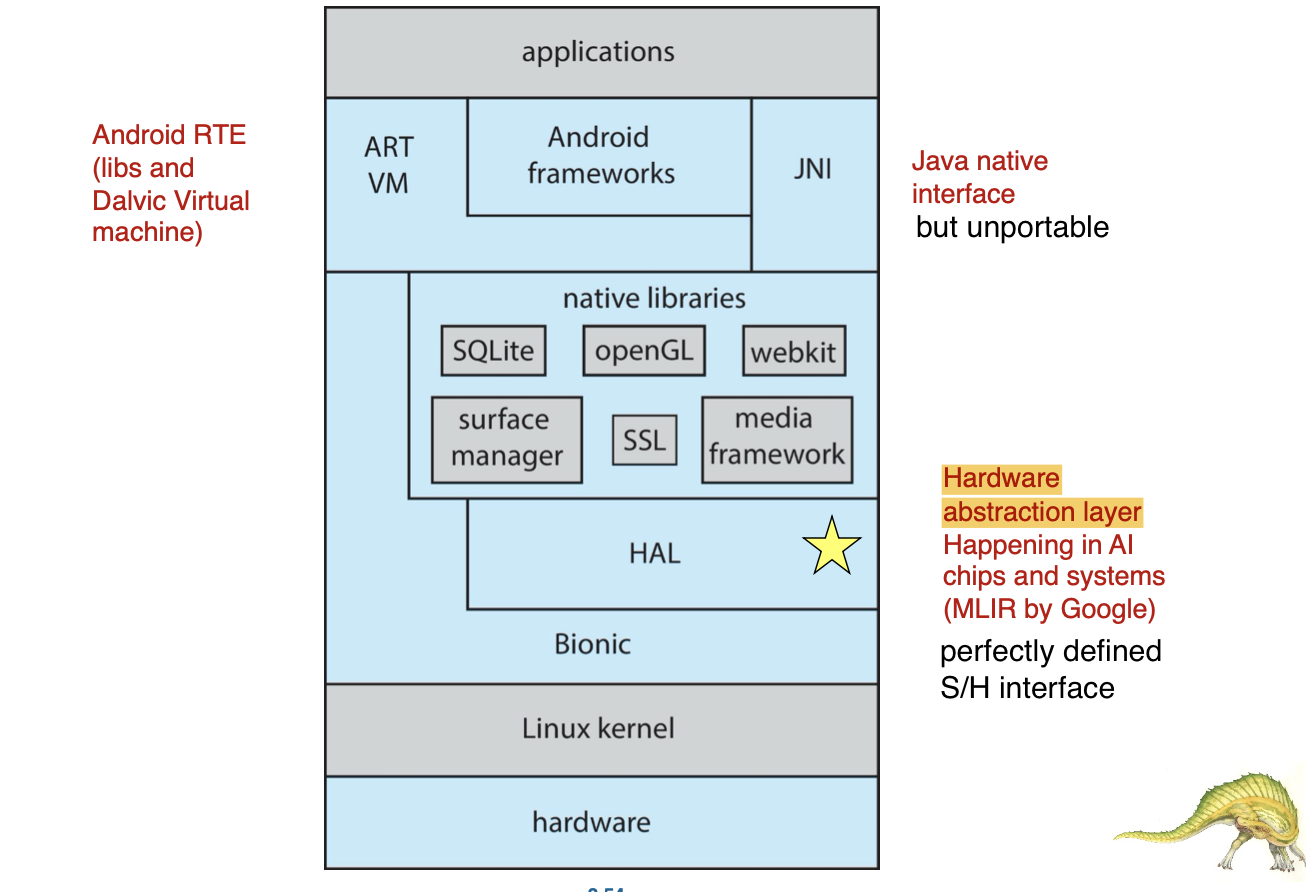 applications
Android RTE
(libs and
Dalvic Virtual
machine)
ART
VM
Android
frameworks
JNI
Java native
interface
but unportable
native libraries
SQLite
openGL
webkit
surface
manager
SSL
media
framework
HAL
Hardware
abstraction layer
Happening in AI
chips and systems
(MLIR by Google)
perfectly defined
S/H interface
Bionic
Linux kernel
hardware